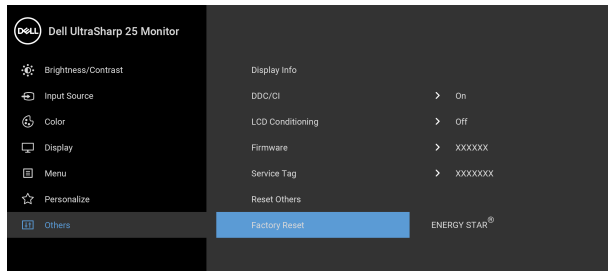 DELL Dell UltraSharp 25 Monitor
Brightness/Contrast Display Info
Input Source DDC/CI > On
Color LCD Conditioning > Off
Display Firmware > XXXXXX
Menu Service Tag > XXXXXXX
Personalize Reset Others
Others Factory Reset ENERGY STAR®